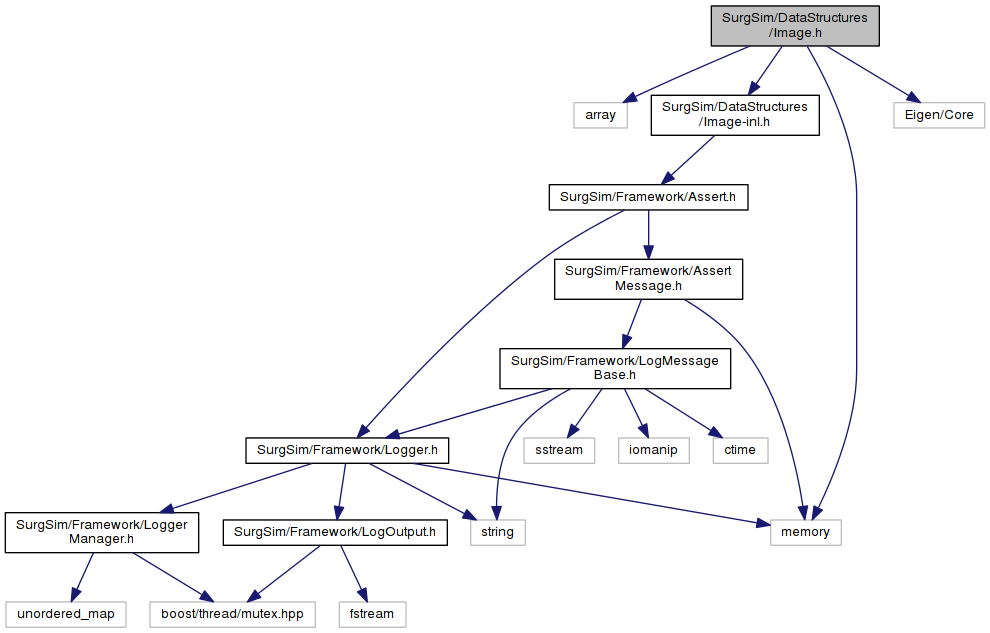 SurgSim/DataStructures
/Image.h
array
SurgSim/DataStructures
/Image-inl.h
Eigen/Core
SurgSim/Framework/Assert.h
SurgSim/Framework/Assert
Message.h
SurgSim/Framework/LogMessage
Base.h
SurgSim/Framework/Logger.h
sstream
iomanip
ctime
SurgSim/Framework/Logger
Manager.h
SurgSim/Framework/LogOutput.h
string
memory
unordered_map
boost/thread/mutex.hpp
fstream